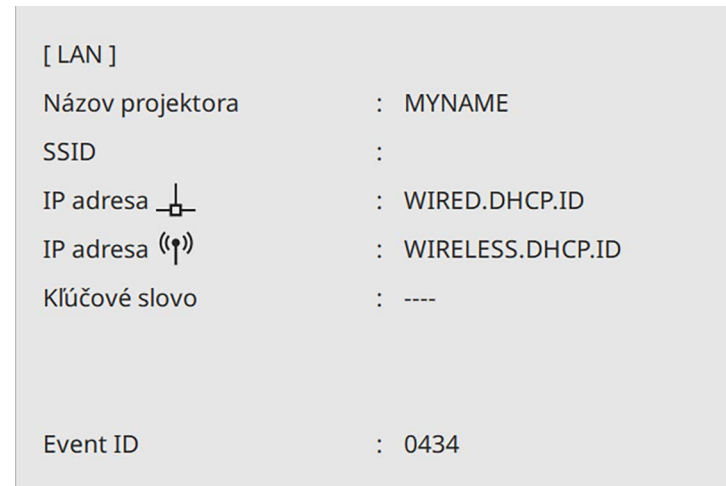 [ LAN ]
Názov projektora : MYNAME
SSID :
IP adresa : WIRED.DHCP.ID
IP adresa : WIRELESS.DHCP.ID
Kľúčové slovo : ----
Event ID : 0434